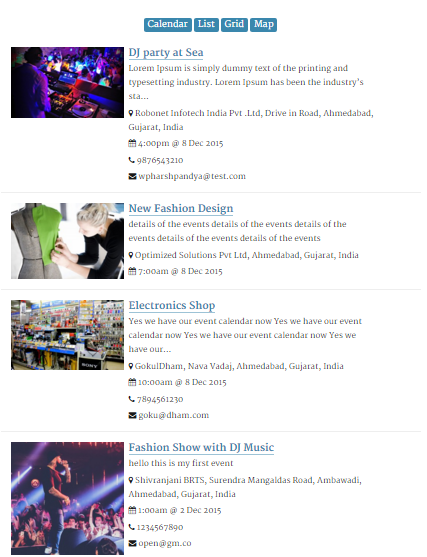 Calendar List Grid Map
DJ party at Sea
Lorem Ipsum is simply dummy text of the printing and
typesetting industry. Lorem Ipsum has been the industry's
sta...
Robonet Infotech India Pvt .Ltd, Drive in Road, Ahmedabad,
Gujarat, India
4:00pm @ 8 Dec 2015
9876543210
wpharshpandya@test.com
New Fashion Design
details of the events details of the events details of the
events details of the events details of the events
Optimized Solutions Pvt Ltd, Ahmedabad, Gujarat, India
7:00am @ 8 Dec 2015
Electronics Shop
Yes we have our event calendar now Yes we have our event
calendar now Yes we have our event calendar now Yes we
have our...
GokulDham, Nava Vadaj, Ahmedabad, Gujarat, India
10:00am @ 8 Dec 2015
7894561230
goku@dham.com
SONY
Fashion Show with DJ Music
hello this is my first event
Shivranjani BRTS, Surendra Mangaldas Road, Ambawadi,
Ahmedabad, Gujarat, India
1:00am @ 2 Dec 2015
1234567890
open@gm.co